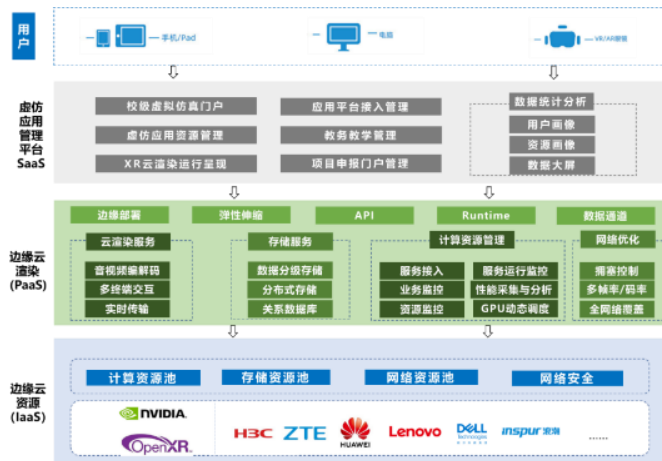 用户
手机/Pad
电脑
VR/AR眼镜
虚仿应用管理平台SaaS
校级虚拟仿真门户
应用平台接入管理
数据统计分析
虚仿应用资源管理
教务教学管理
用户画像
资源画像
XR云渲染运行呈现
项目申报门户管理
数据大屏
边缘云渲染(PaaS)
边缘部署
弹性伸缩
API
Runtime
数据通道
云渲染服务
存储服务
计算资源管理
网络优化
音视频编解码
数据分级存储
服务接入
服务运行监控
拥塞控制
多终端交互
分布式存储
业务监控
性能采集与分析
多帧率/码率
实时传输
关系数据库
资源监控
GPU动态调度
全网络覆盖
边缘云资源(IaaS)
计算资源池
存储资源池
网络资源池
网络安全
NVIDIA.
OpenXR
H3C
ZTE
HUAWEI
Lenovo
DELL
Technologies
inspur 浪潮
......